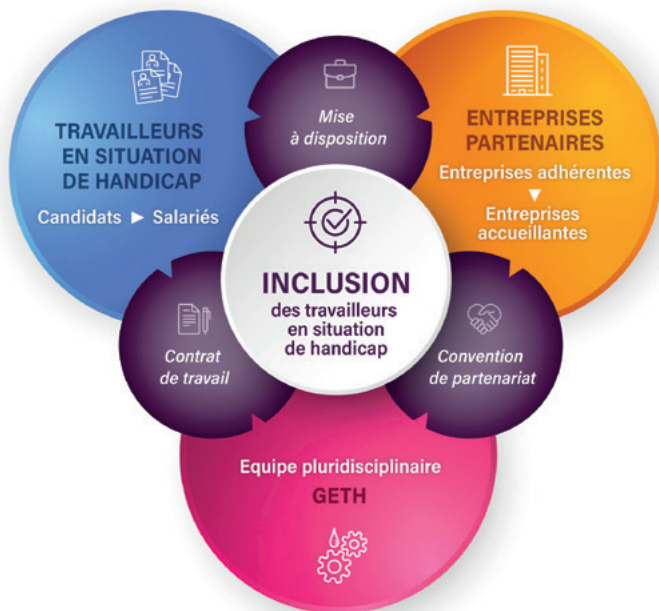 TRAVAILLEURS
EN SITUATION
DE HANDICAP
Candidats ► Salariés
Mise
à disposition
ENTREPRISES
PARTENAIRES
Entreprises adhérentes
▼
Entreprises
accueillantes
INCLUSION
des travailleurs
en situation
de handicap
Contrat
de travail
Convention
de partenariat
Equipe pluridisciplinaire
GETH